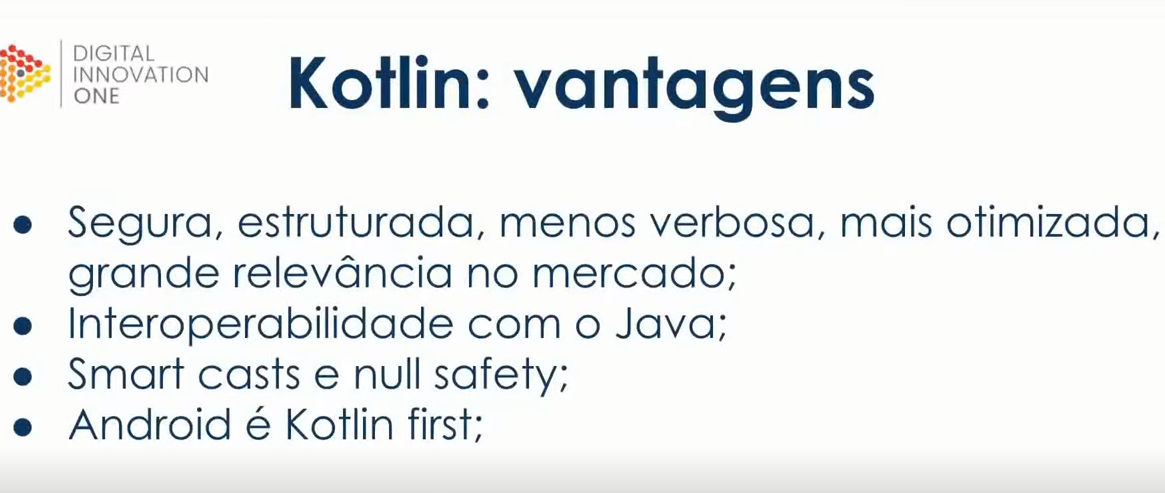 DIGITAL
INNOVATION
ONE
Kotlin: vantagens
● Segura, estruturada, menos verbosa, mais otimizada,
grande relevância no mercado;
● Interoperabilidade com o Java;
● Smart casts e null safety;
● Android é Kotlin first;